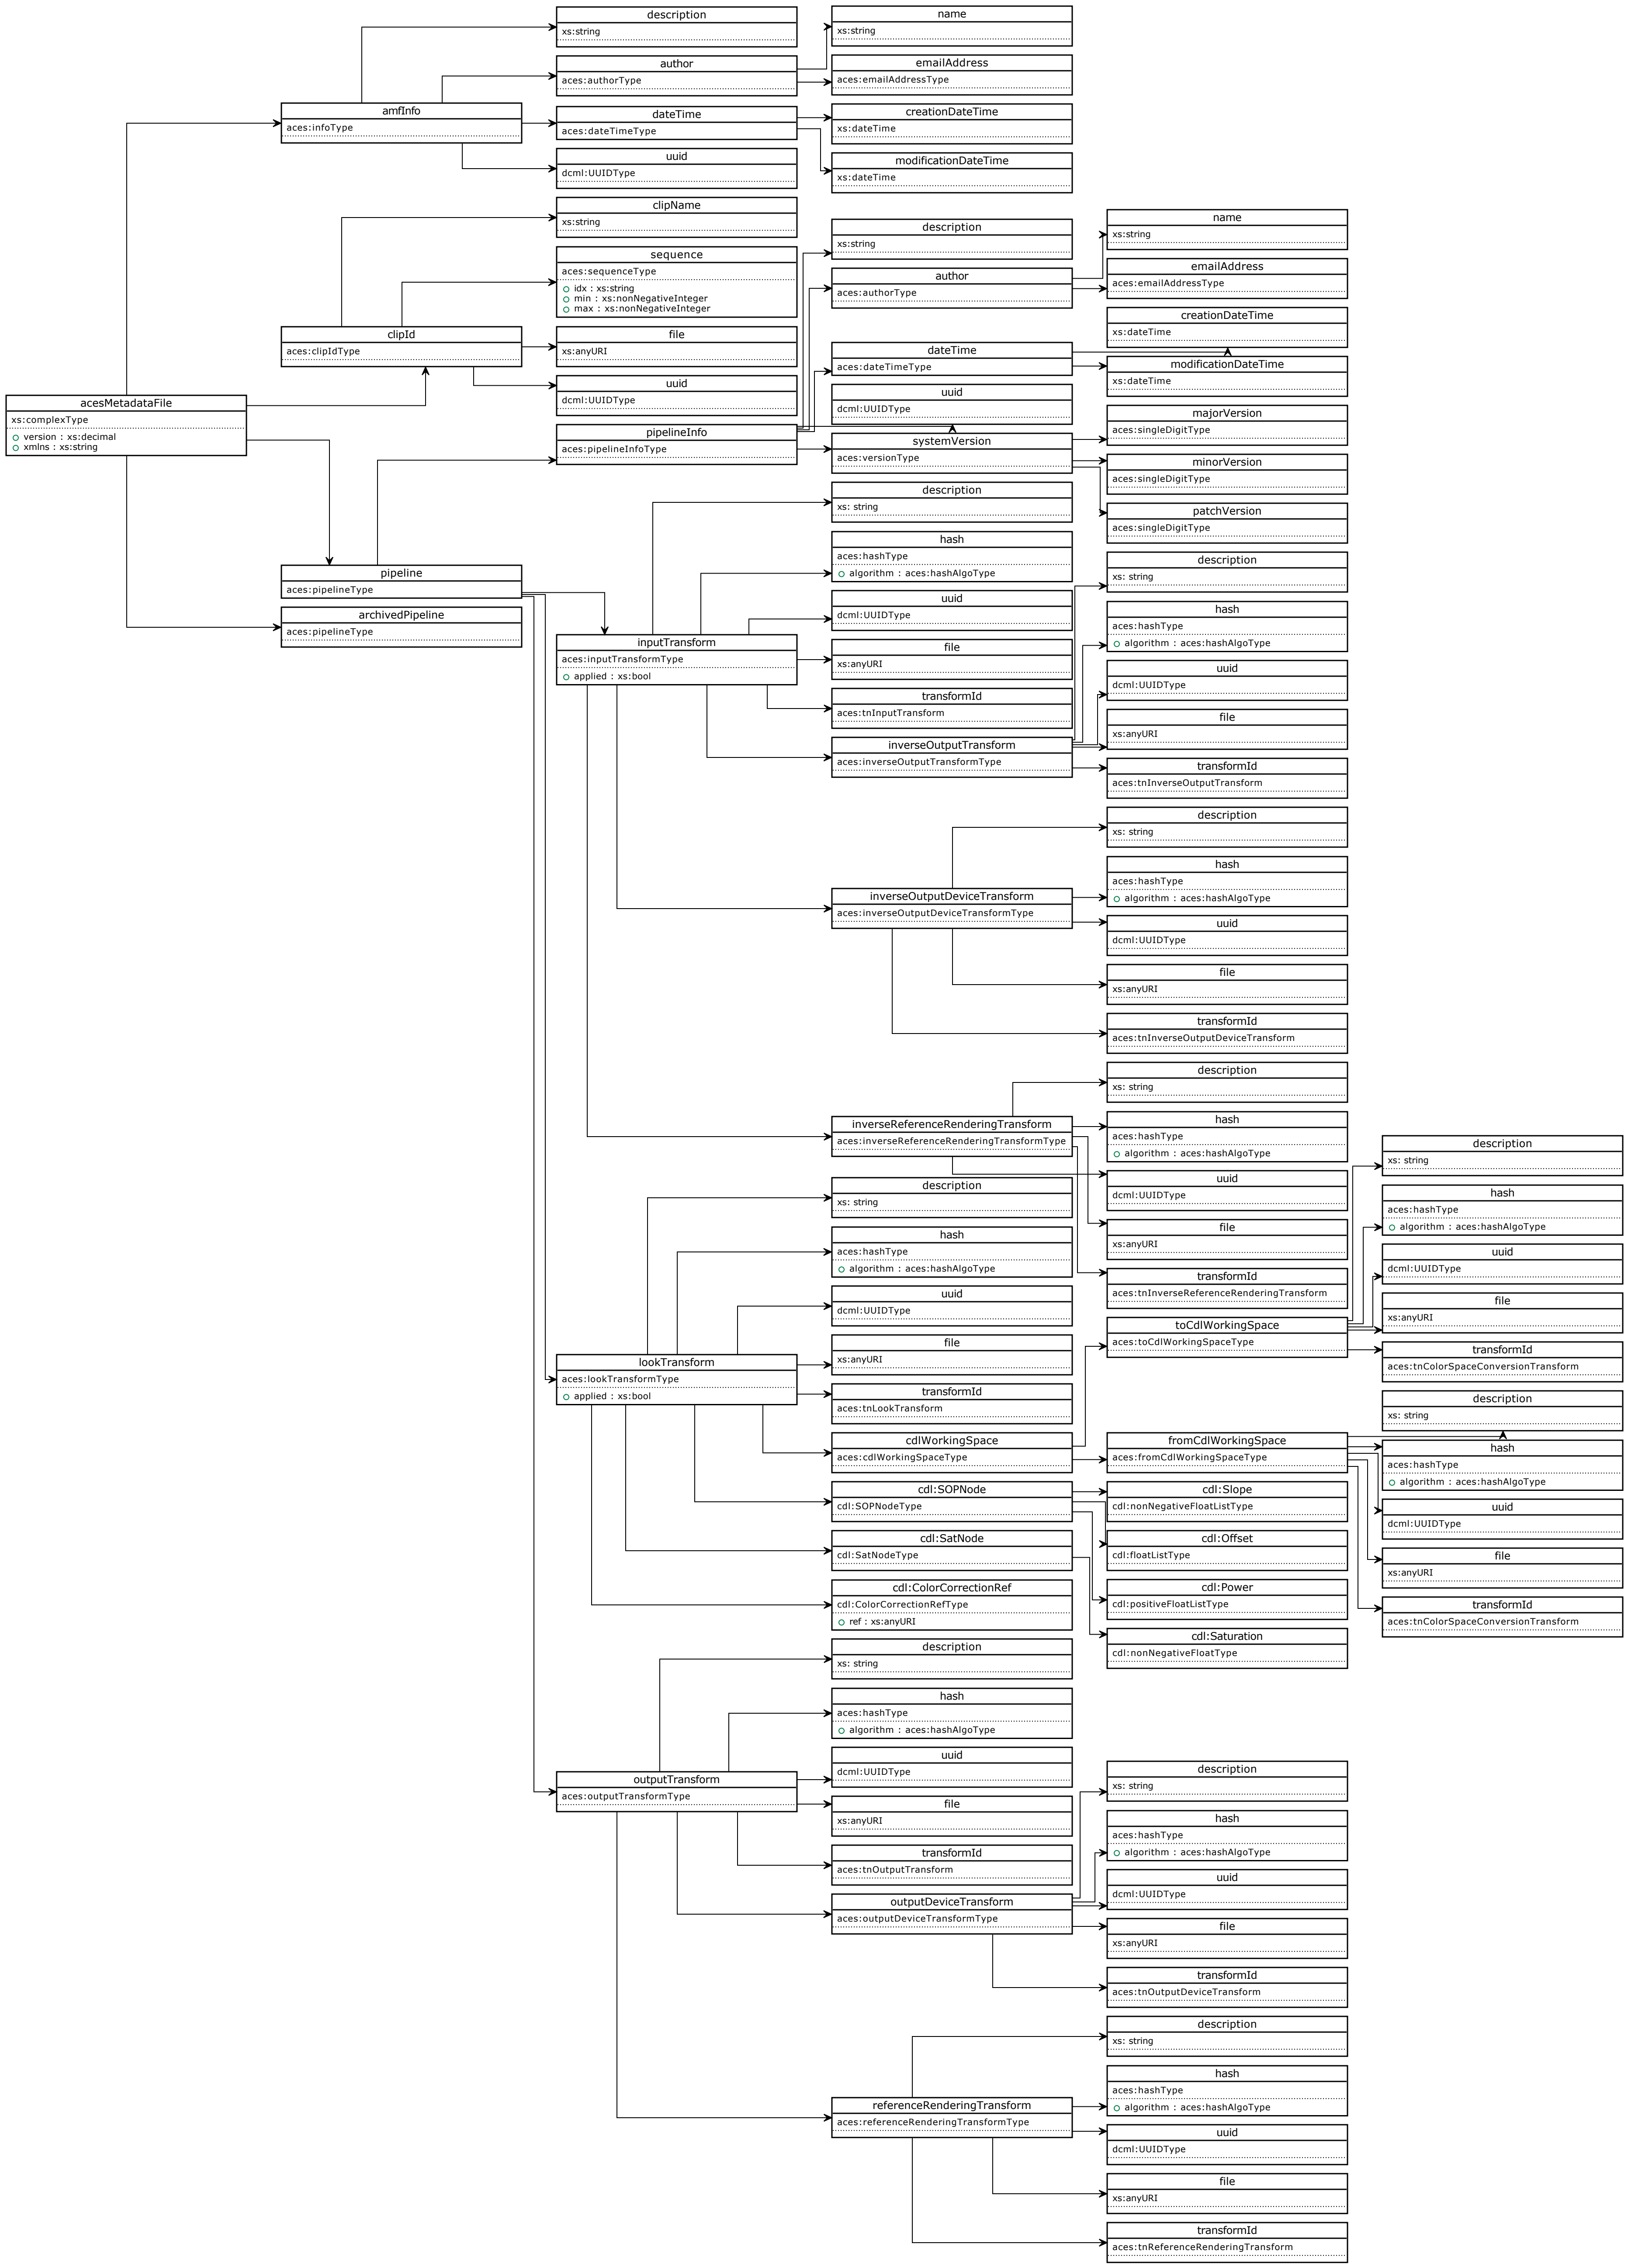 acesMetadataFile
xs:complexType
version : xs:decimal
xmlns : xs:string
amfInfo
aces:infoType
clipId
aces:clipIdType
pipeline
aces:pipelineType
archivedPipeline
aces:pipelineType
description
xs:string
author
aces:authorType
dateTime
aces:dateTimeType
uuid
dcml:UUIDType
clipName
xs:string
sequence
aces:sequenceType
idx : xs:string
min : xs:nonNegativeInteger
max : xs:nonNegativeInteger
file
xs:anyURI
uuid
dcml:UUIDType
pipelineInfo
aces:pipelineInfoType
inputTransform
aces:inputTransformType
applied : xs:bool
lookTransform
aces:lookTransformType
applied : xs:bool
outputTransform
aces:outputTransformType
name
xs:string
emailAddress
aces:emailAddressType
creationDateTime
xs:dateTime
modificationDateTime
xs:dateTime
description
xs:string
author
aces:authorType
dateTime
aces:dateTimeType
uuid
dcml:UUIDType
systemVersion
aces:versionType
description
xs: string
hash
aces:hashType
algorithm : aces:hashAlgoType
uuid
dcml:UUIDType
file
xs:anyURI
transformId
aces:tnInputTransform
inverseOutputTransform
aces:inverseOutputTransformType
inverseOutputDeviceTransform
aces:inverseOutputDeviceTransformType
inverseReferenceRenderingTransform
aces:inverseReferenceRenderingTransformType
description
xs: string
hash
aces:hashType
algorithm : aces:hashAlgoType
uuid
dcml:UUIDType
file
xs:anyURI
transformId
aces:tnLookTransform
cdlWorkingSpace
aces:cdlWorkingSpaceType
cdl:SOPNode
cdl:SOPNodeType
cdl:SatNode
cdl:SatNodeType
cdl:ColorCorrectionRef
cdl:ColorCorrectionRefType
ref : xs:anyURI
description
xs: string
hash
aces:hashType
algorithm : aces:hashAlgoType
uuid
dcml:UUIDType
file
xs:anyURI
transformId
aces:tnOutputTransform
outputDeviceTransform
aces:outputDeviceTransformType
referenceRenderingTransform
aces:referenceRenderingTransformType
name
xs:string
emailAddress
aces:emailAddressType
creationDateTime
xs:dateTime
modificationDateTime
xs:dateTime
majorVersion
aces:singleDigitType
minorVersion
aces:singleDigitType
patchVersion
aces:singleDigitType
description
xs: string
hash
aces:hashType
algorithm : aces:hashAlgoType
uuid
dcml:UUIDType
file
xs:anyURI
transformId
aces:tnInverseOutputTransform
description
xs: string
hash
aces:hashType
algorithm : aces:hashAlgoType
uuid
dcml:UUIDType
file
xs:anyURI
transformId
aces:tnInverseOutputDeviceTransform
description
xs: string
hash
aces:hashType
algorithm : aces:hashAlgoType
uuid
dcml:UUIDType
file
xs:anyURI
transformId
aces:tnInverseReferenceRenderingTransform
toCdlWorkingSpace
aces:toCdlWorkingSpaceType
fromCdlWorkingSpace
aces:fromCdlWorkingSpaceType
cdl:Slope
cdl:nonNegativeFloatListType
cdl:Offset
cdl:floatListType
cdl:Power
cdl:positiveFloatListType
cdl:Saturation
cdl:nonNegativeFloatType
description
xs: string
hash
aces:hashType
algorithm : aces:hashAlgoType
uuid
dcml:UUIDType
file
xs:anyURI
transformId
aces:tnOutputDeviceTransform
description
xs: string
hash
aces:hashType
algorithm : aces:hashAlgoType
uuid
dcml:UUIDType
file
xs:anyURI
transformId
aces:tnReferenceRenderingTransform
description
xs: string
hash
aces:hashType
algorithm : aces:hashAlgoType
uuid
dcml:UUIDType
file
xs:anyURI
transformId
aces:tnColorSpaceConversionTransform
description
xs: string
hash
aces:hashType
algorithm : aces:hashAlgoType
uuid
dcml:UUIDType
file
xs:anyURI
transformId
aces:tnColorSpaceConversionTransform